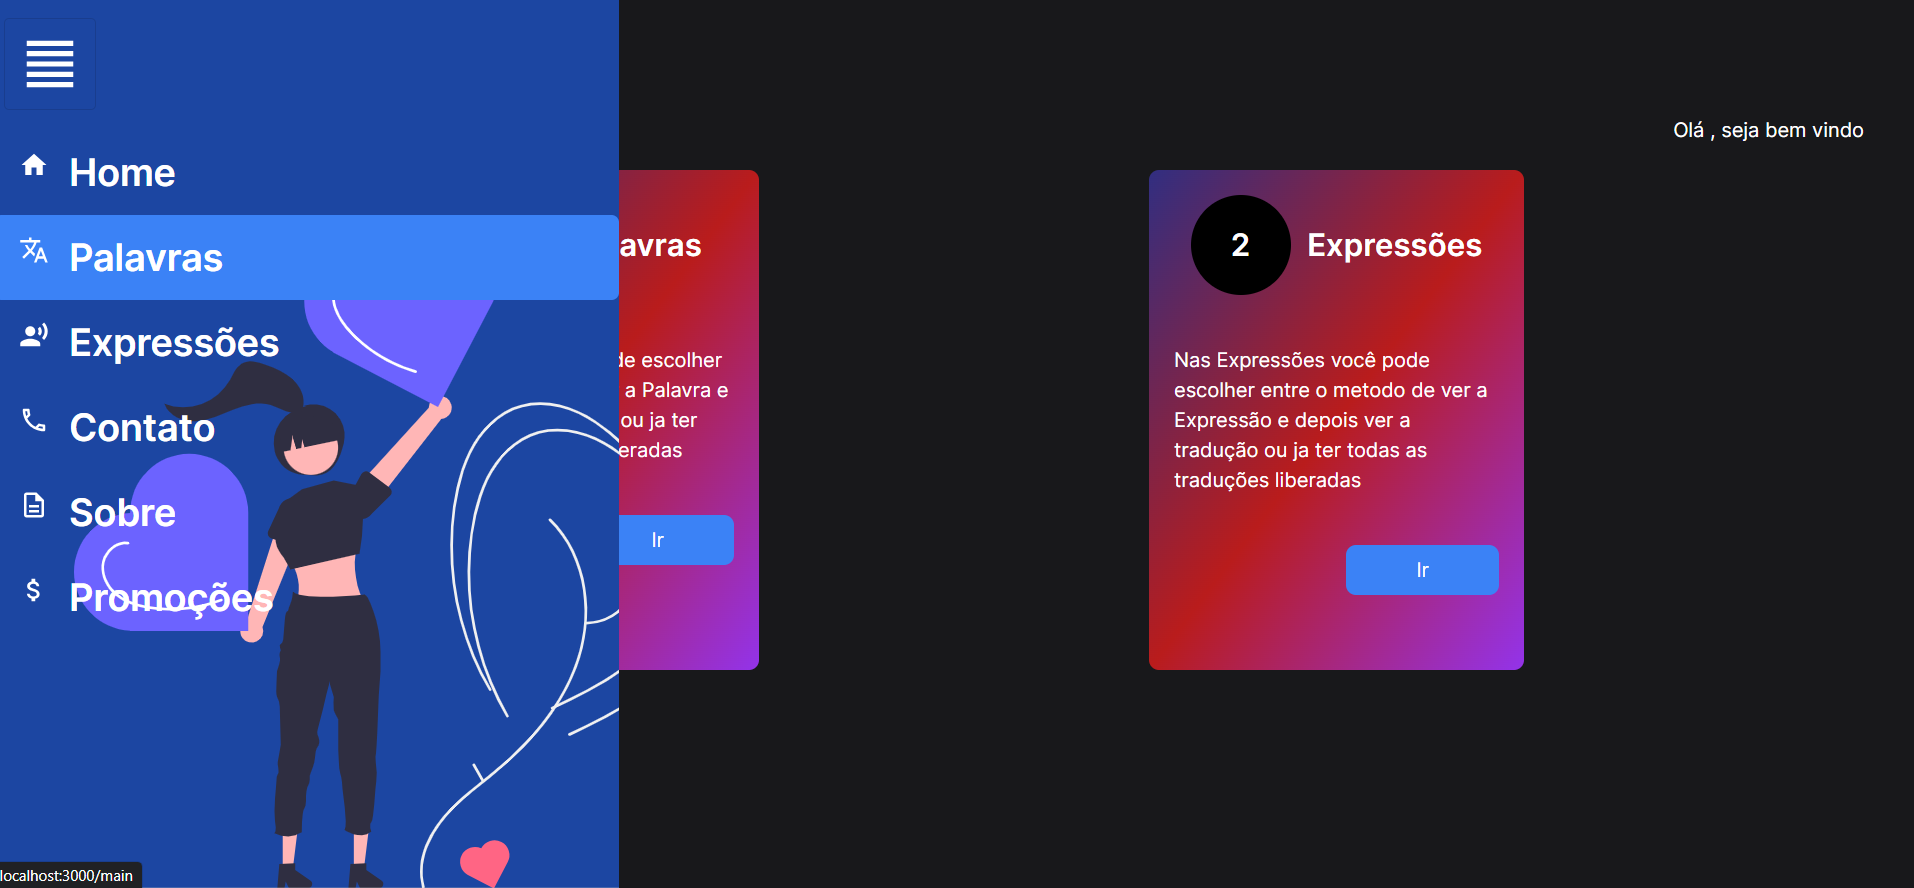 Home
Palavras
Expressões
Contato
Sobre
Promoções
localhost:3000/main
Olá , seja bem vindo
avras
de escolher
a Palavra e
ou ja ter
eradas
Ir
2
Expressões
Nas Expressões você pode
escolher entre o metodo de ver a
Expressão e depois ver a
tradução ou ja ter todas as
traduções liberadas
Ir